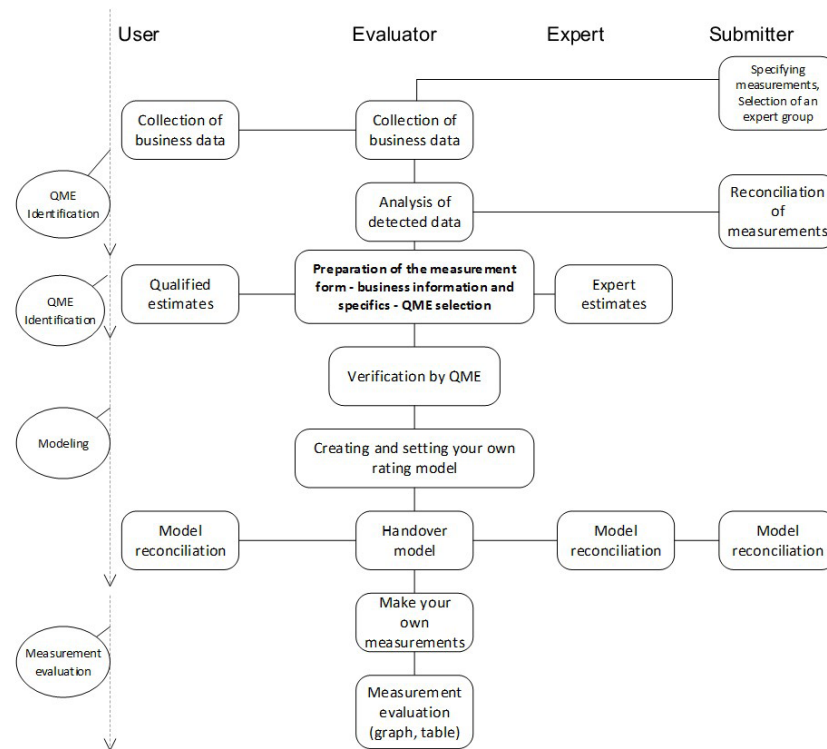 User
Evaluator
Expert
Submitter
Specifying
measurements,
Selection of an
expert group
Collection of
business data
Collection of
business data
QME
Identification
Analysis of
detected data
Reconciliation
of
measurements
QME
Identification
Qualified
estimates
Preparation of the measurement
form - business information and
specifics - QME selection
Expert
estimates
Verification by QME
Modeling
Creating and setting your own
rating model
Model
reconciliation
Handover
model
Model
reconciliation
Model
reconciliation
Make your
own
measurements
Measurement
evaluation
Measurement
evaluation
(graph, table)